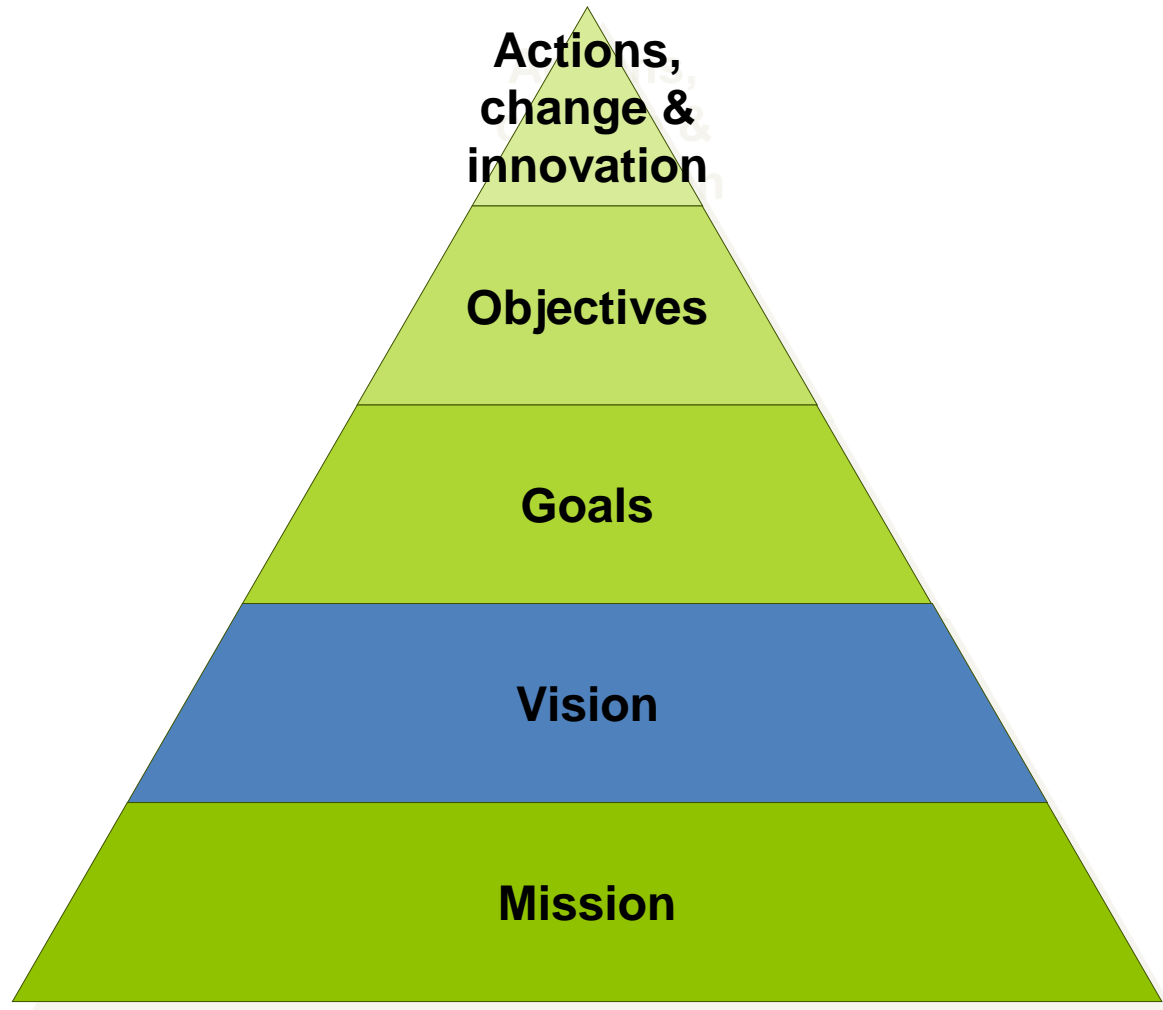 Actions,
change &
innovation
Objectives
Goals
Vision
Mission